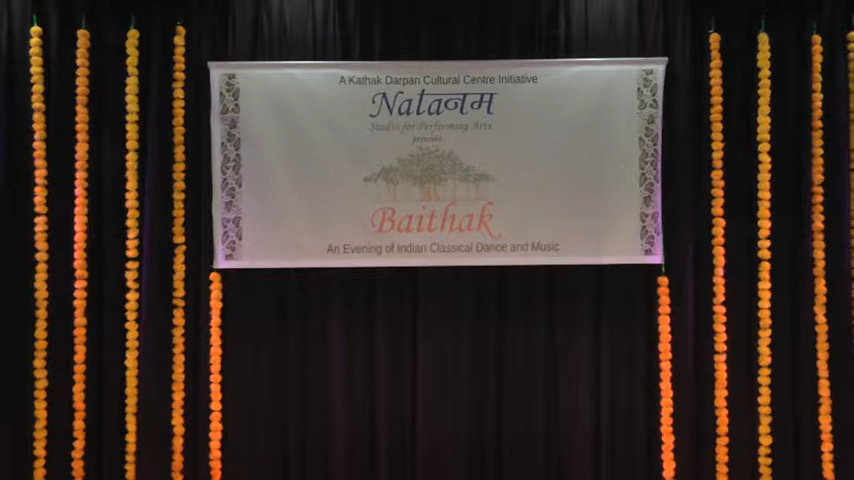 A Kathak Darpan Cultural Centre Initiative
Nataनम
Studio for Performing Arts
presents
Baithak
An Evening of Indian Classical Dance and Music